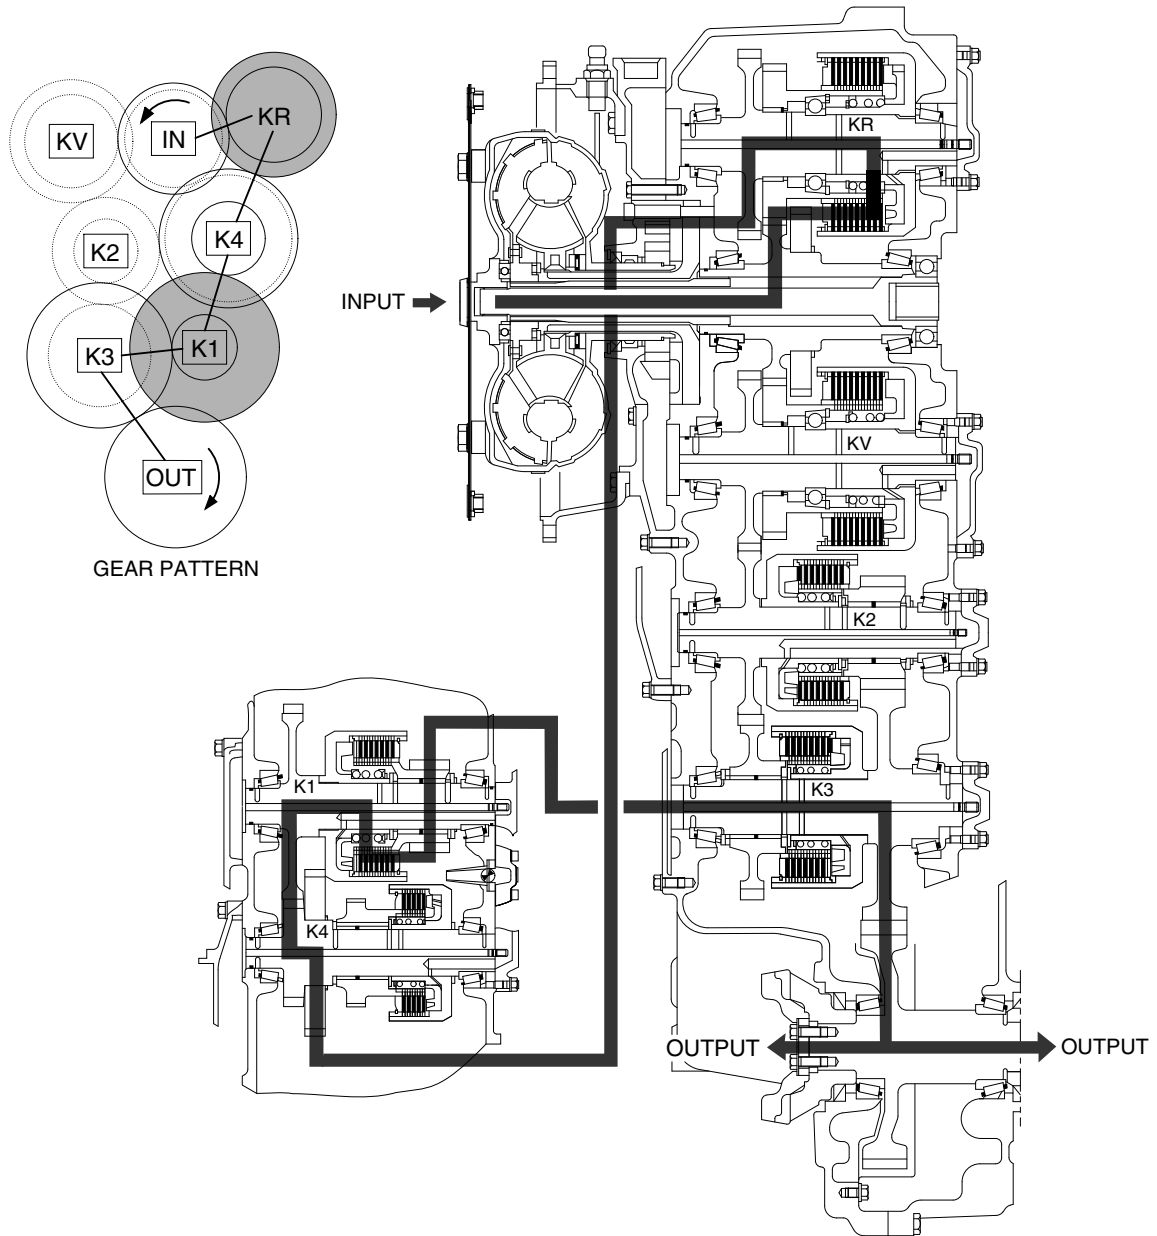 KV
IN
KR
K4
K2
K3
K1
OUT
GEAR PATTERN
INPUT
KR
KV
K2
K3
K1
K4
OUTPUT
OUTPUT